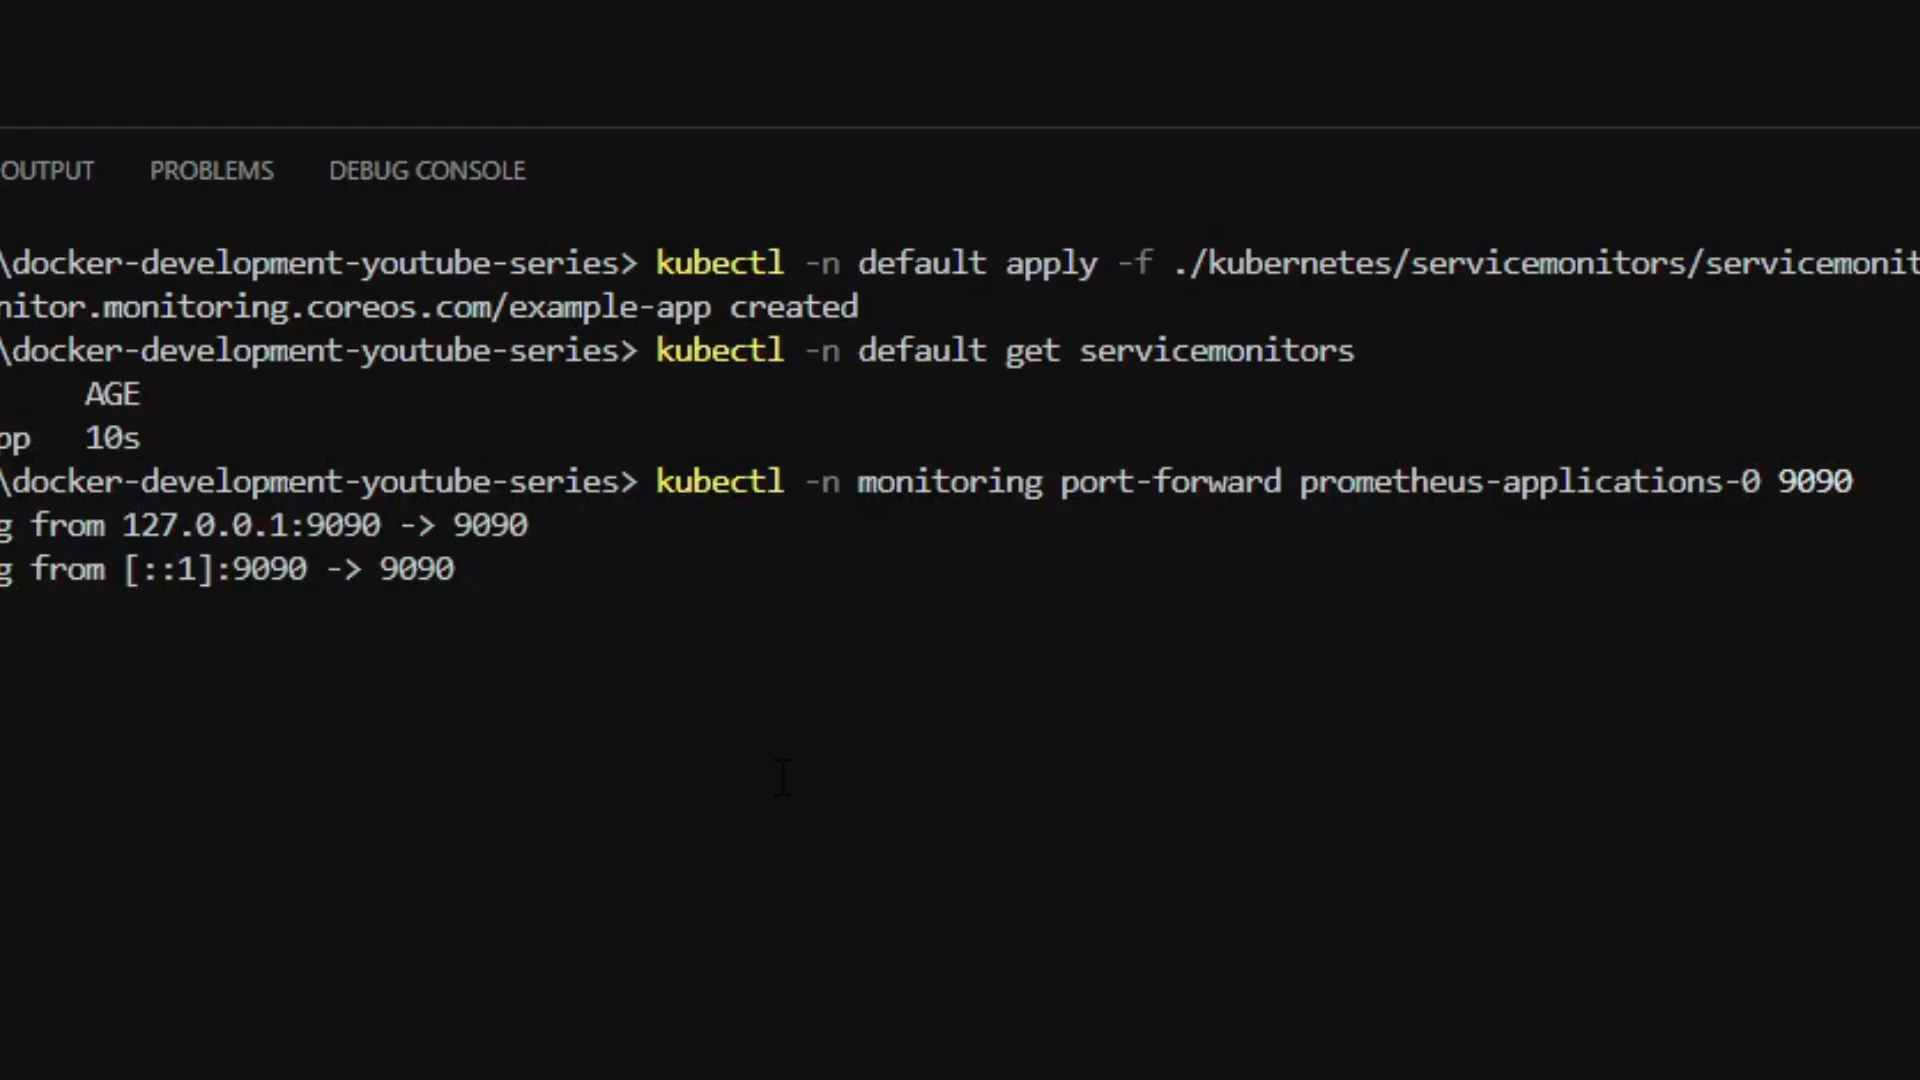 OUTPUT PROBLEMS DEBUG CONSOLE
\docker-development-youtube-series> kubectl -n default apply -f ./kubernetes/servicemonitors/servicemonit
nitor.monitoring.coreos.com/example-app created
\docker-development-youtube-series> kubectl -n default get servicemonitors
AGE
pp 10s
\docker-development-youtube-series> kubectl -n monitoring port-forward prometheus-applications-0 9090
g from 127.0.0.1:9090 -> 9090
g from [::1]:9090 -> 9090